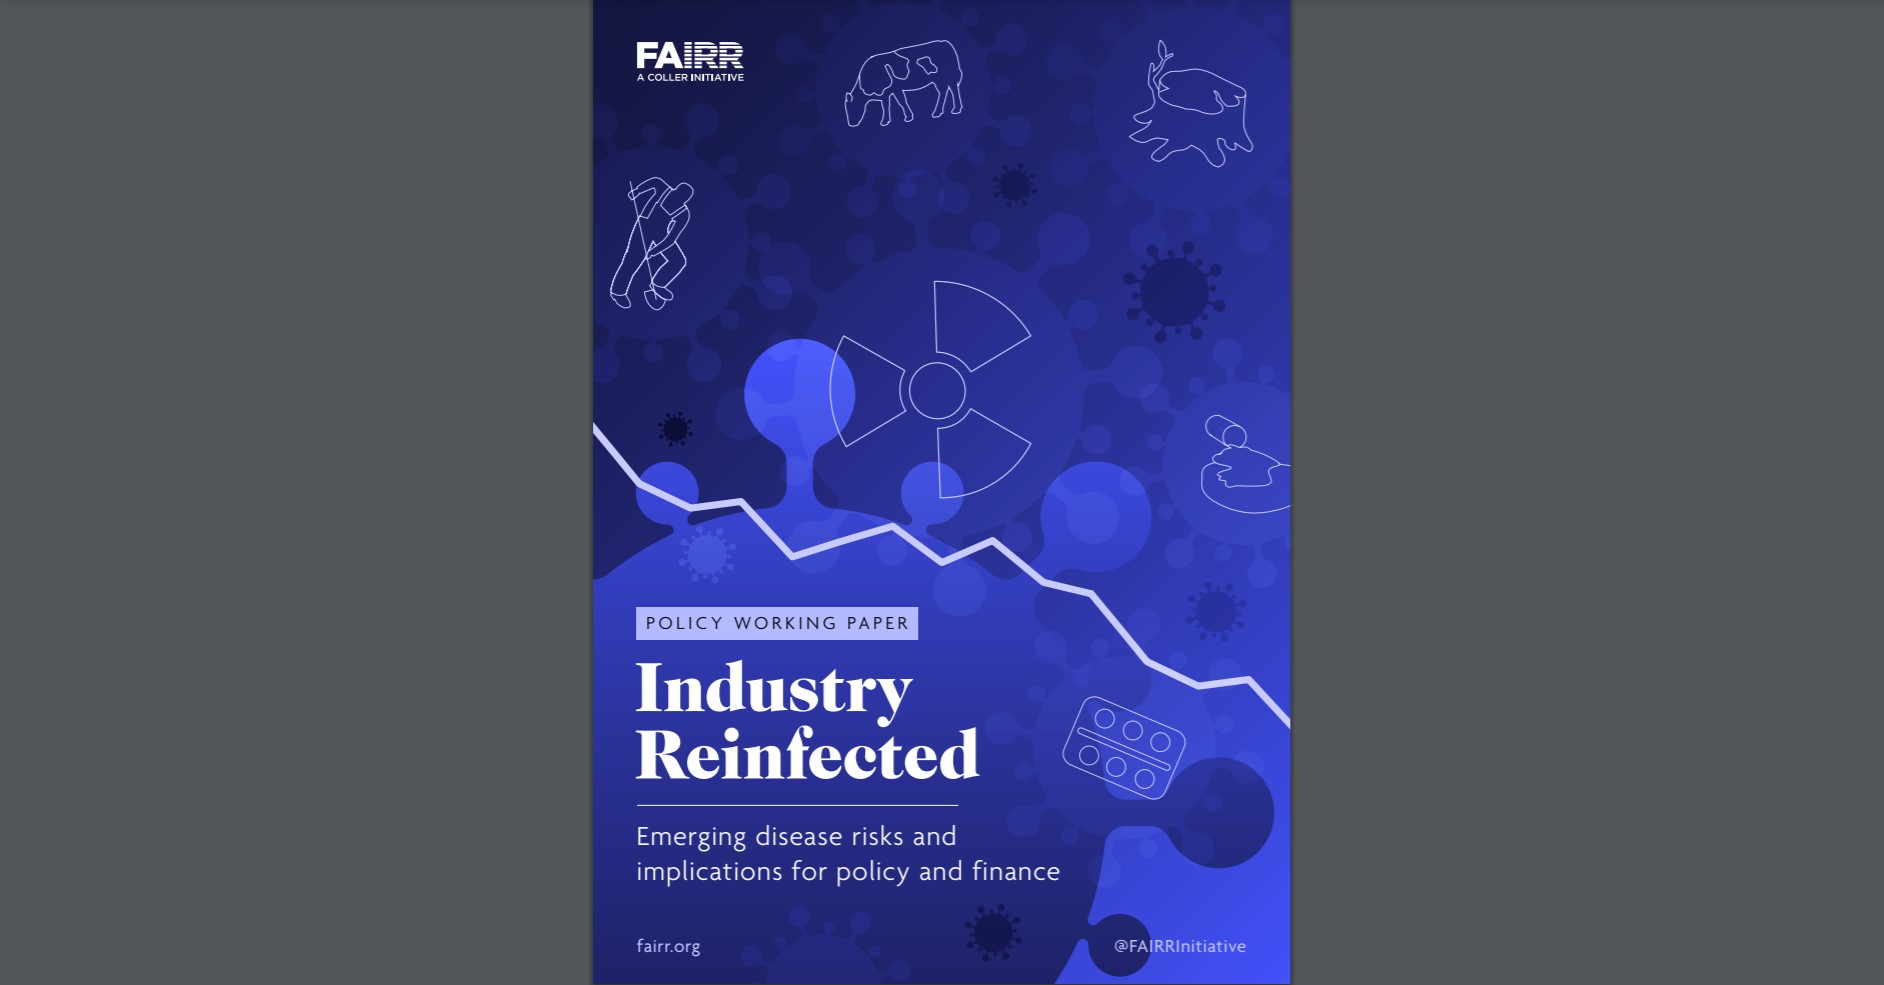 FAIRR
A COLLER INITIATIVE
POLICY WORKING PAPER
Industry
Reinfected
Emerging disease risks and
implications for policy and finance
fairr.org
@FAIRRInitiative